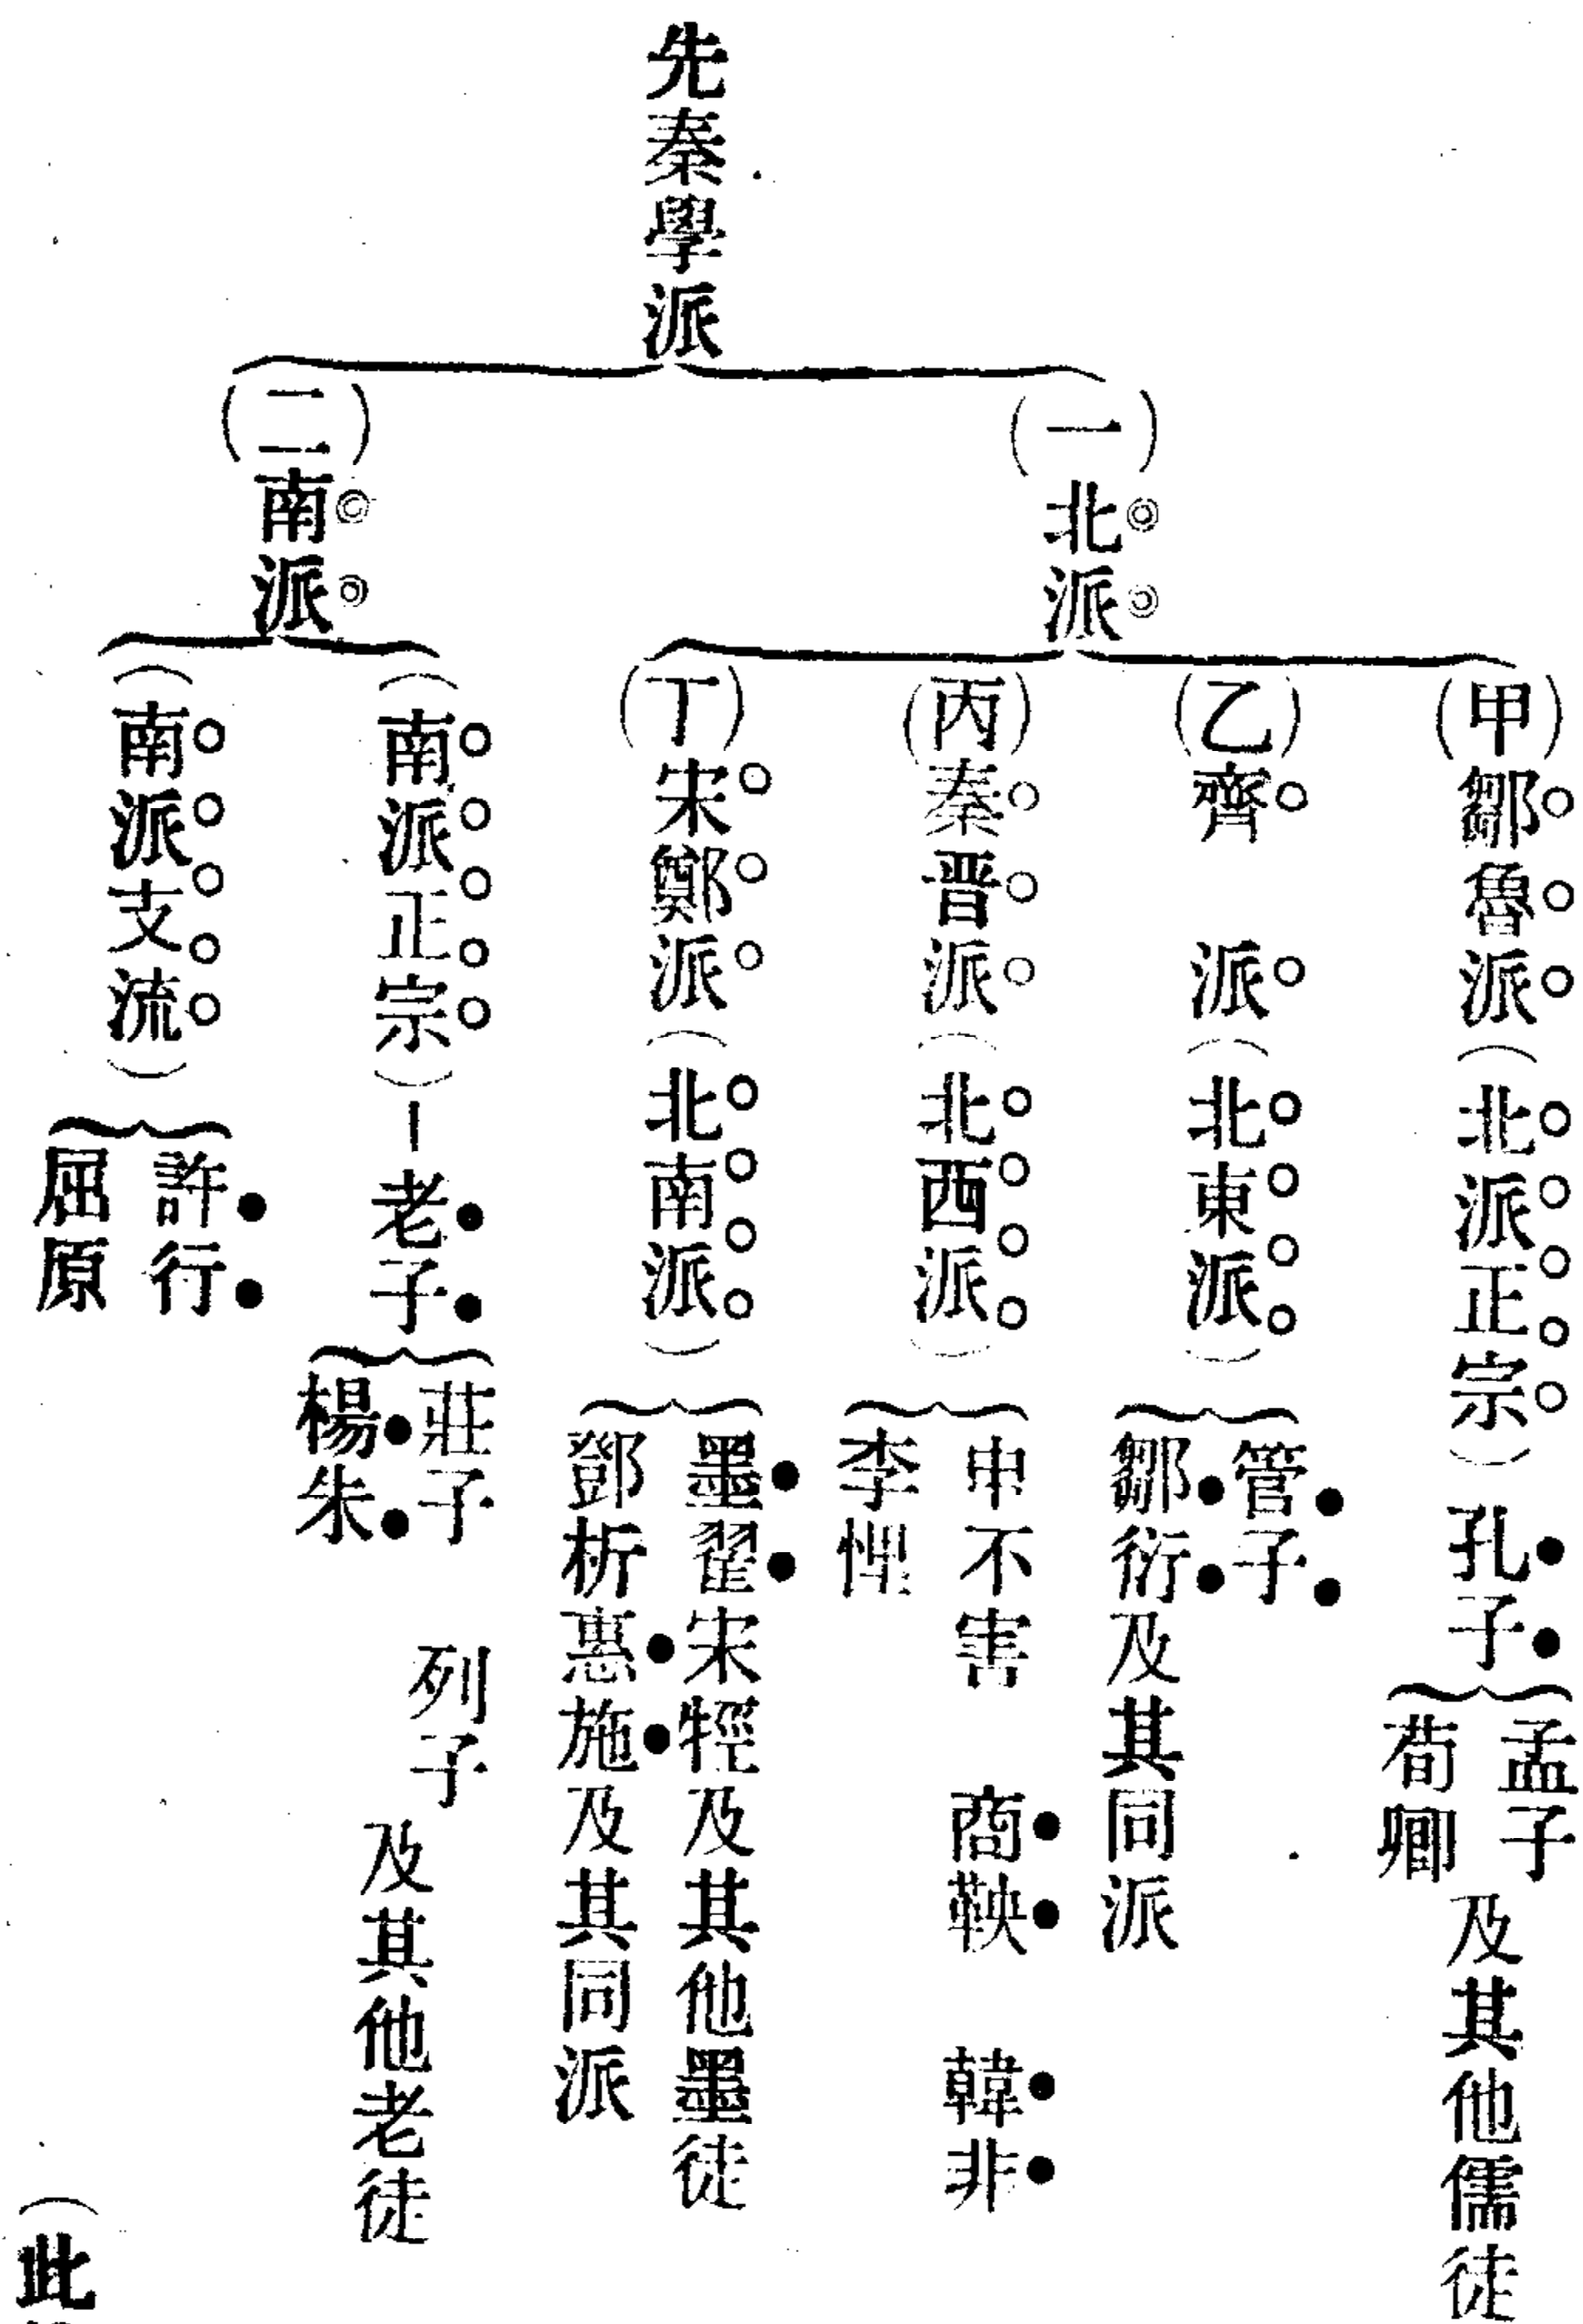 先秦學派
(一)北派
(甲)鄒魯派(北派正宗)孔子
孟子
荀卿
及其他儒徒
(乙)齊派(北東派)
管子
鄒衍及其同派
(丙)秦晋派(北西派)
申不害 商鞅 韓非
李悝
(丁)宋鄭派(北南派)
墨翟宋牼及其他墨徒
鄧析惠施及其同派
(二)南派
(南派正宗)—老子
莊子 列子
楊朱
及其他老徒
(南派支流)
許行
屈原
(此